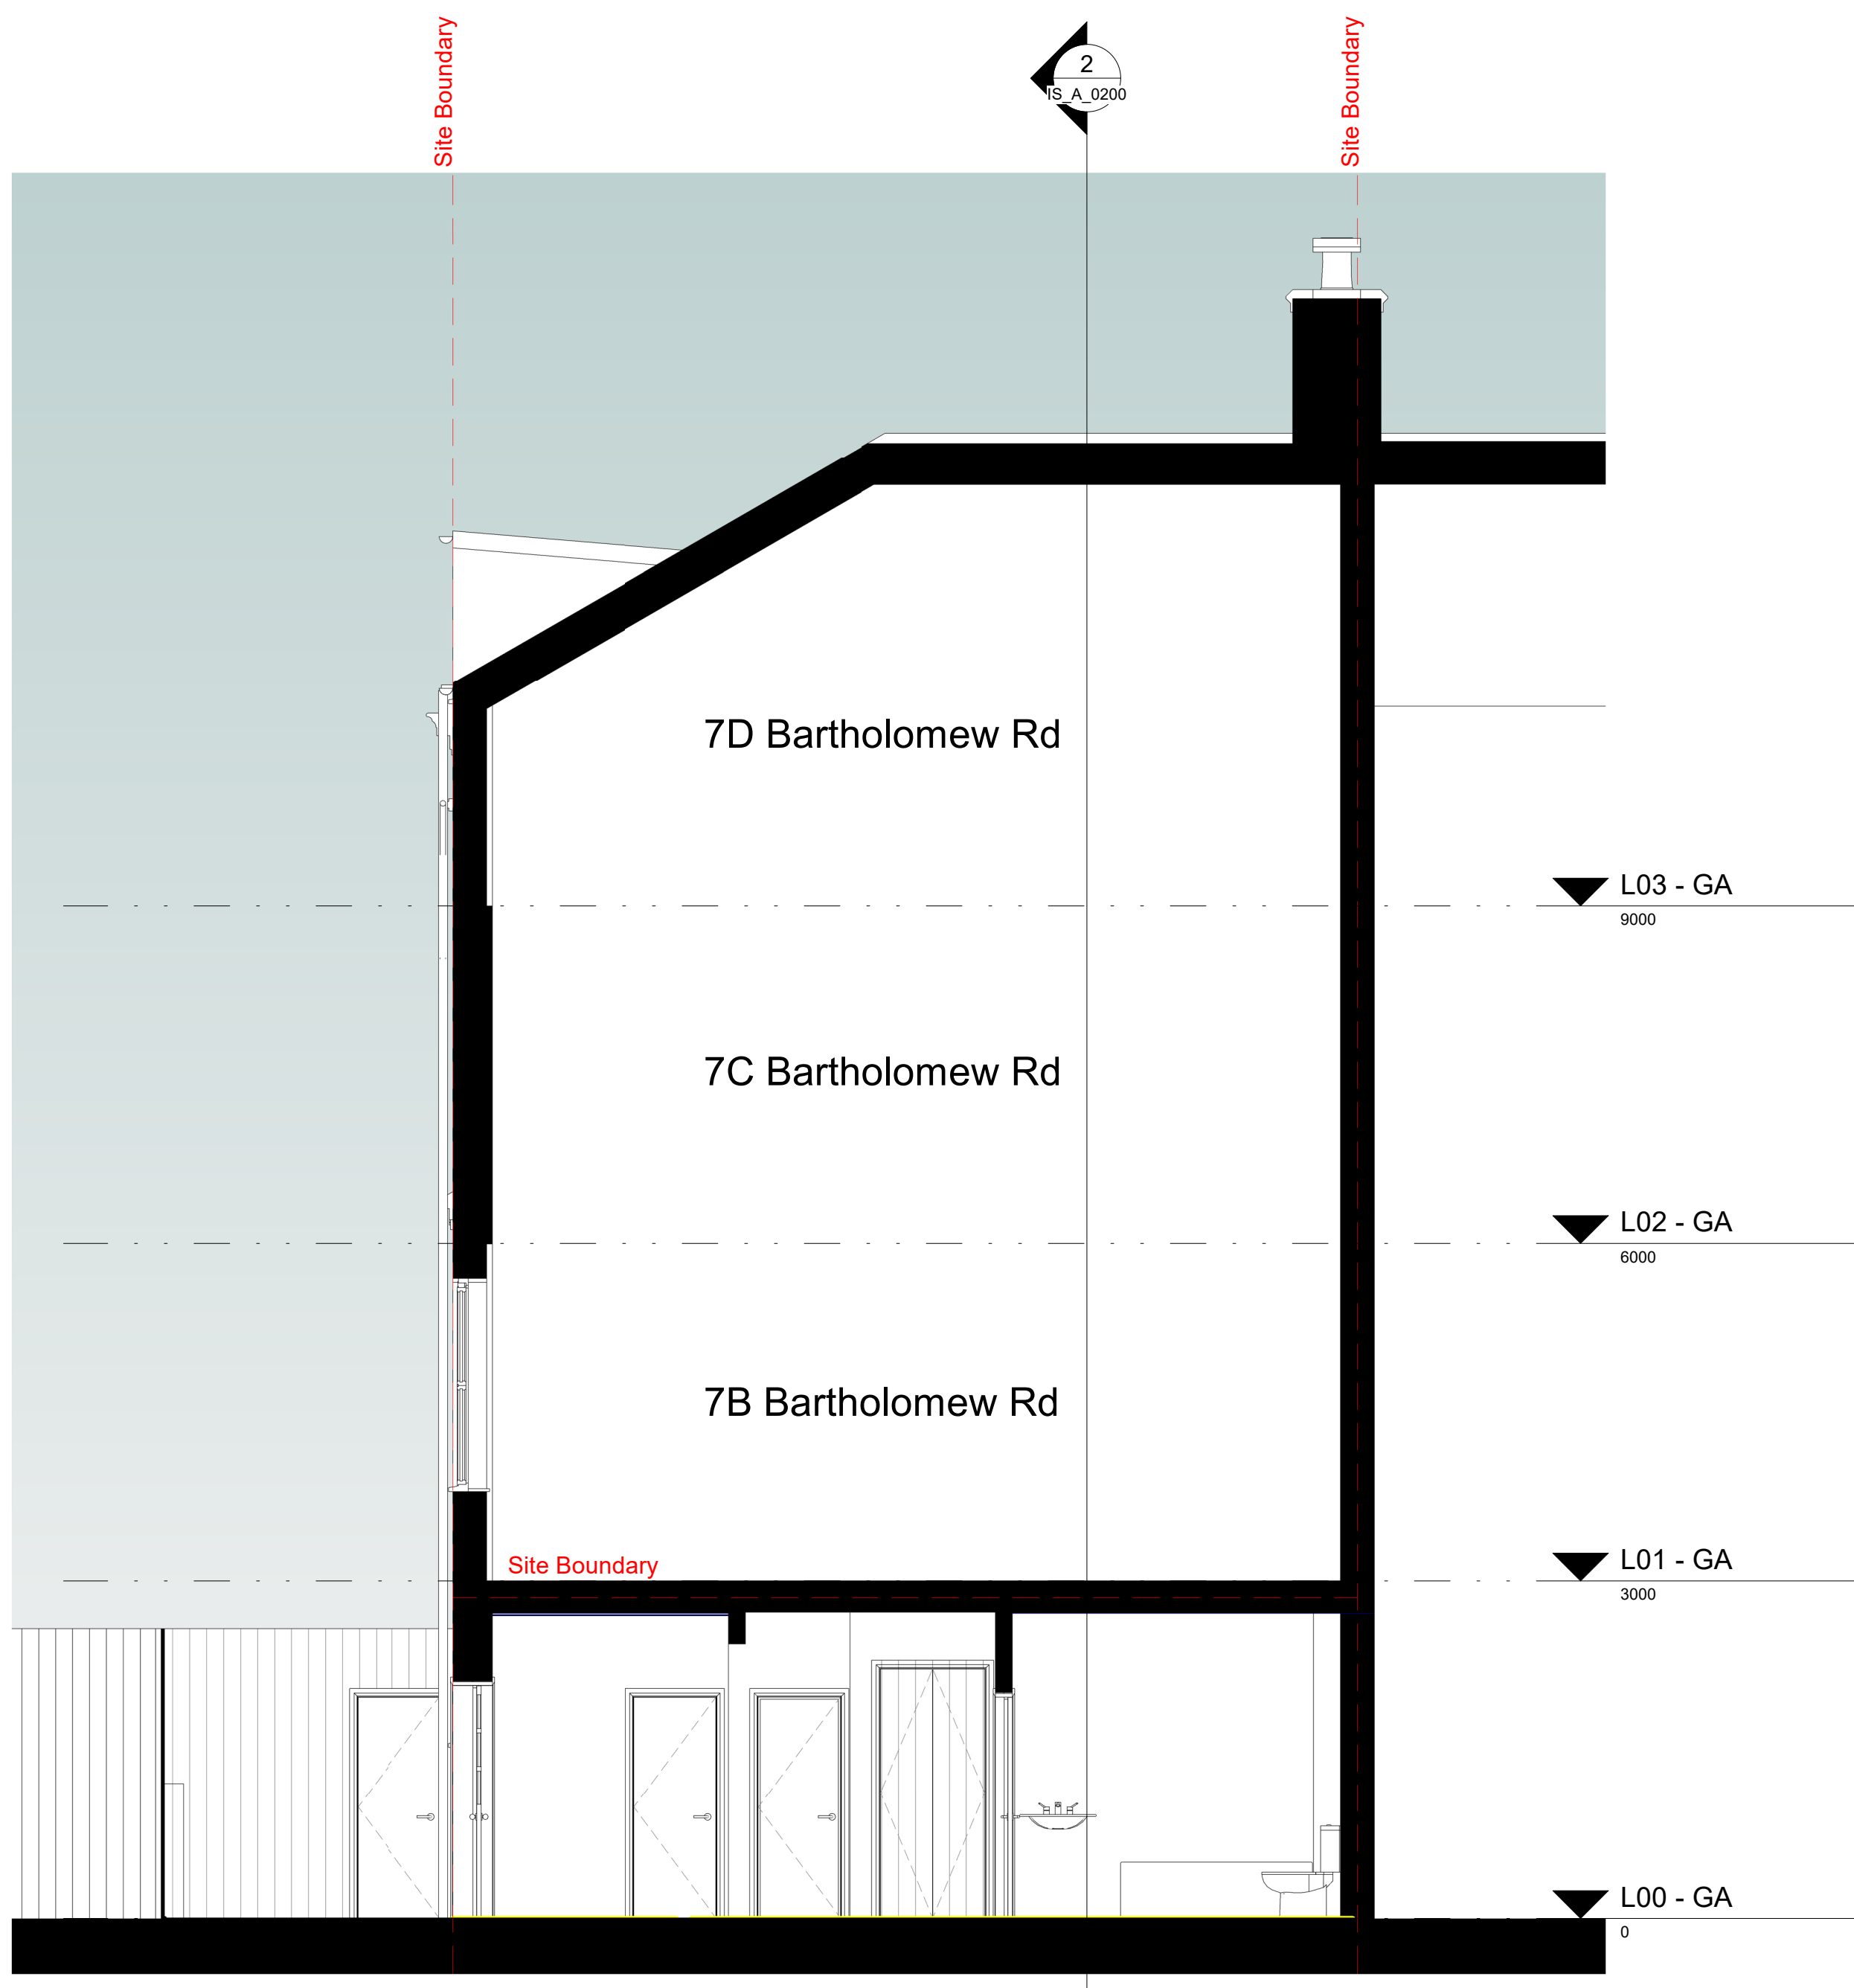 Site Boundary
2
IS_A_0200
Site Boundary
7D Bartholomew Rd
L03 - GA
9000
7C Bartholomew Rd
L02 - GA
6000
7B Bartholomew Rd
Site Boundary
L01 - GA
3000
L00 - GA
0